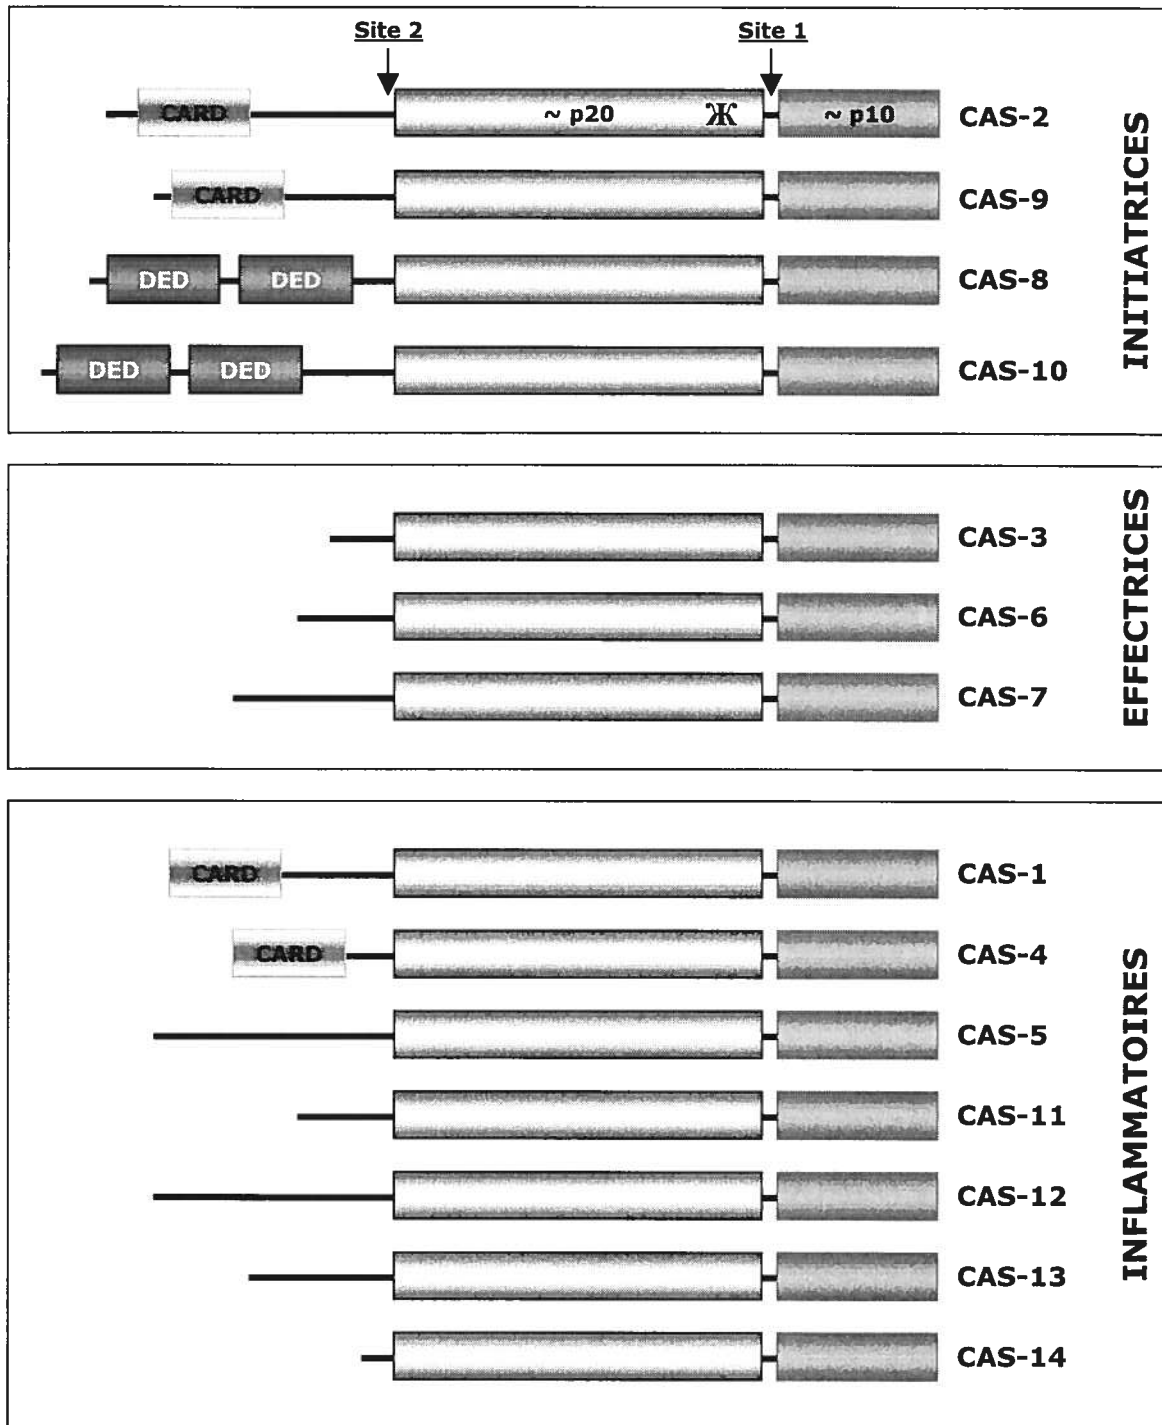 Site 2 Site 1
CARD ~ p20 Ж ~ p10 CAS-2
CARD CAS-9
DED DED CAS-8
DED DED CAS-10
INITIATRICES
CAS-3
CAS-6
CAS-7
EFFECTRICES
CARD CAS-1
CARD CAS-4
CAS-5
CAS-11
CAS-12
CAS-13
CAS-14
INFLAMMATOIRES